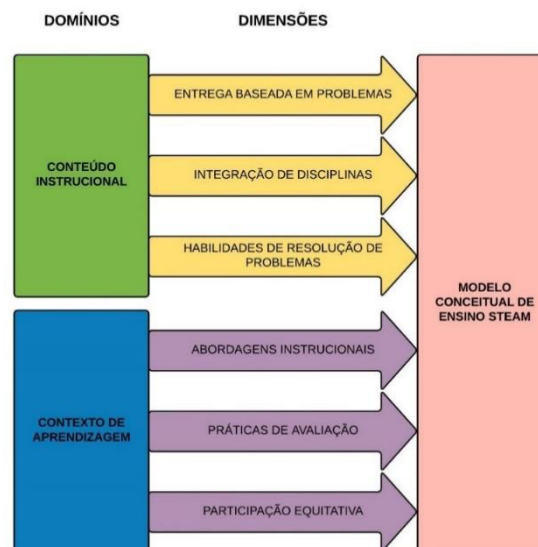 DOMÍNIOS
DIMENSÕES
CONTEÚDO
INSTRUCIONAL
ENTREGA BASEADA EM PROBLEMAS
INTEGRAÇÃO DE DISCIPLINAS
HABILIDADES DE RESOLUÇÃO DE
PROBLEMAS
CONTEXTO DE
APRENDIZAGEM
ABORDAGENS INSTRUCIONAIS
PRÁTICAS DE AVALIAÇÃO
PARTICIPAÇÃO EQUITATIVA
MODELO
CONCEITUAL DE
ENSINO STEAM